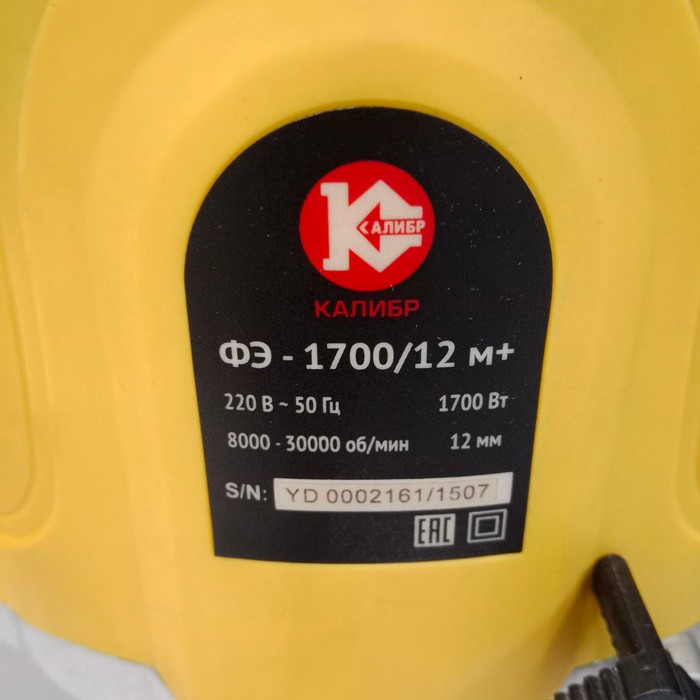 КАЛИБР
КАЛИБР
ФЭ - 1700/12 м+
220 В ~ 50 Гц 1700 Вт
8000 - 30000 об/мин 12 мм
S/N: YD 0002161/1507
EAC